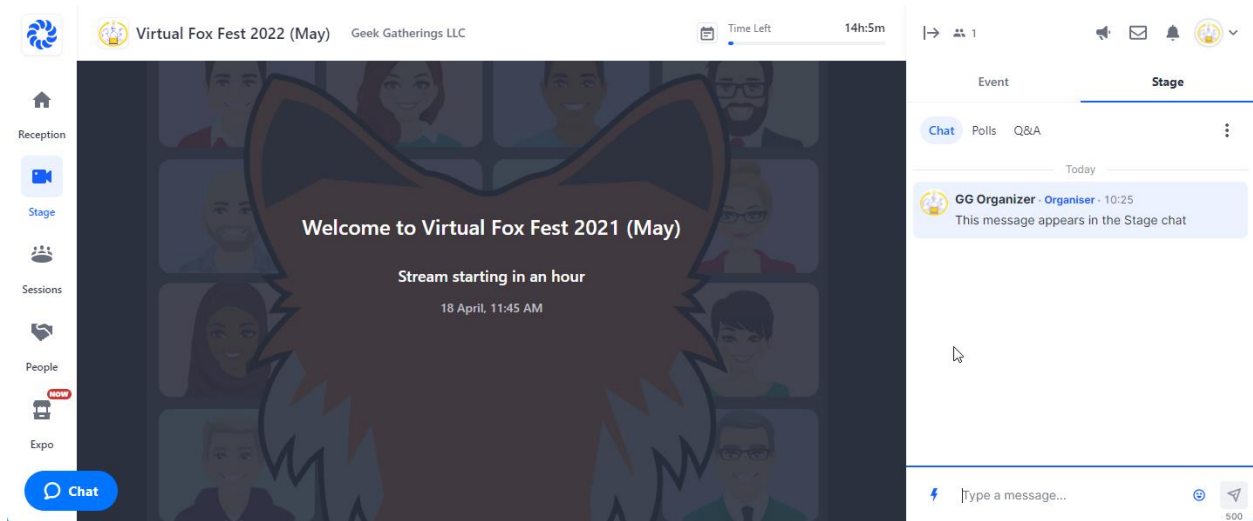 Virtual Fox Fest 2022 (May) Geek Gatherings LLC
Time Left 14h:5m
1
Reception
Stage
Sessions
People
NOW
Expo
Chat
Welcome to Virtual Fox Fest 2021 (May)
Stream starting in an hour
18 April, 11:45 AM
Event Stage
Chat Polls Q&A
Today
GG Organizer · Organiser · 10:25
This message appears in the Stage chat
Type a message...
500